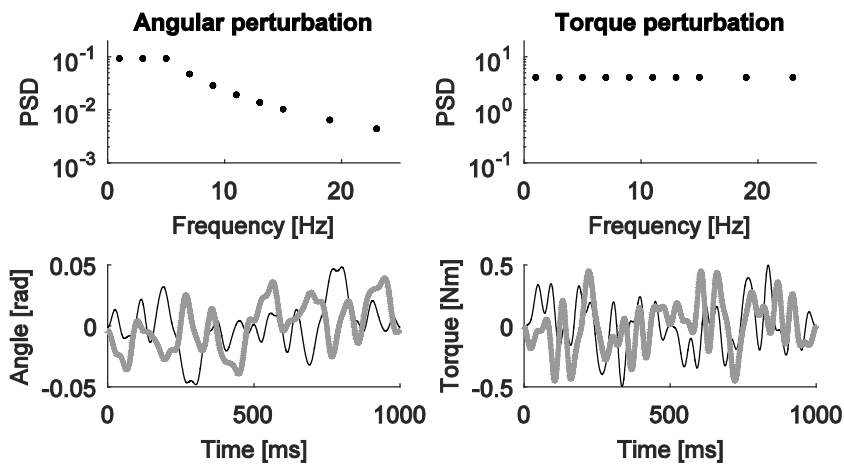 Angular perturbation
PSD
10^-1
10^-2
10^-3
0 10 20
Frequency [Hz]
Torque perturbation
PSD
10^1
10^0
10^-1
0 10 20
Frequency [Hz]
Angle [rad]
0.05
0
-0.05
0 500 1000
Time [ms]
Torque [Nm]
0.5
0
-0.5
0 500 1000
Time [ms]